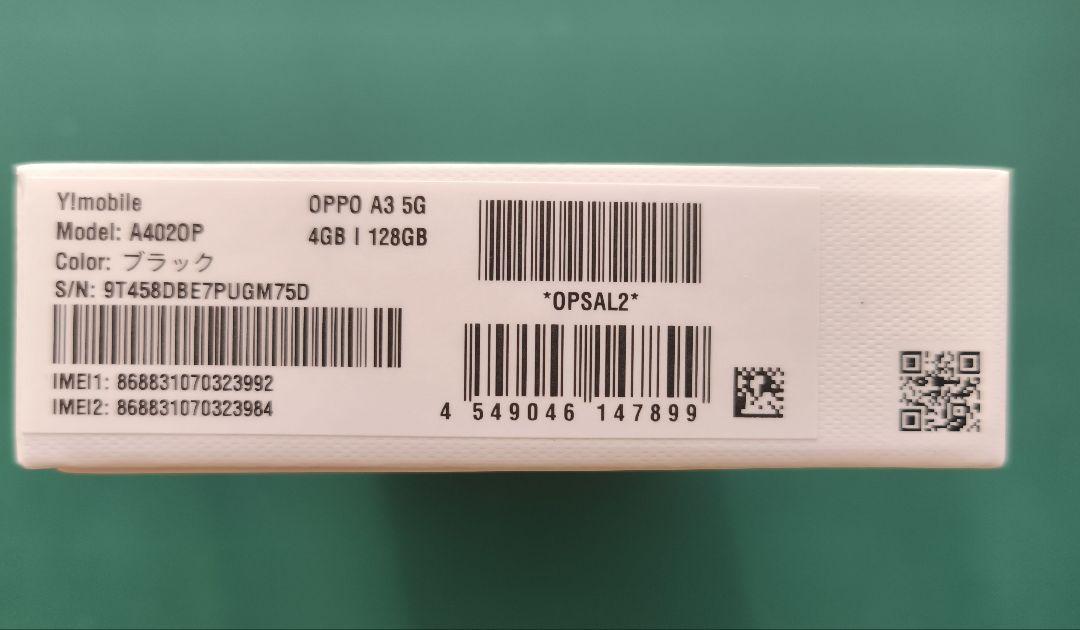 Y!mobile
OPPO A3 5G
Model: A402OP
4GB | 128GB
Color: ブラック
S/N: 9T458DBE7PUGM75D
*OPSAL2*
IMEI1: 868831070323992
IMEI2: 868831070323984
4 549046 147899